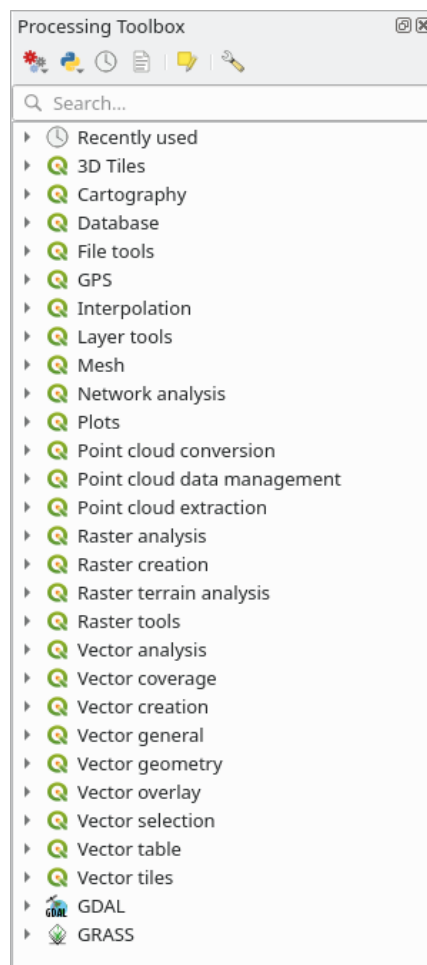 Processing Toolbox
Search...
Recently used
3D Tiles
Cartography
Database
File tools
GPS
Interpolation
Layer tools
Mesh
Network analysis
Plots
Point cloud conversion
Point cloud data management
Point cloud extraction
Raster analysis
Raster creation
Raster terrain analysis
Raster tools
Vector analysis
Vector coverage
Vector creation
Vector general
Vector geometry
Vector overlay
Vector selection
Vector table
Vector tiles
GDAL GDAL
GRASS